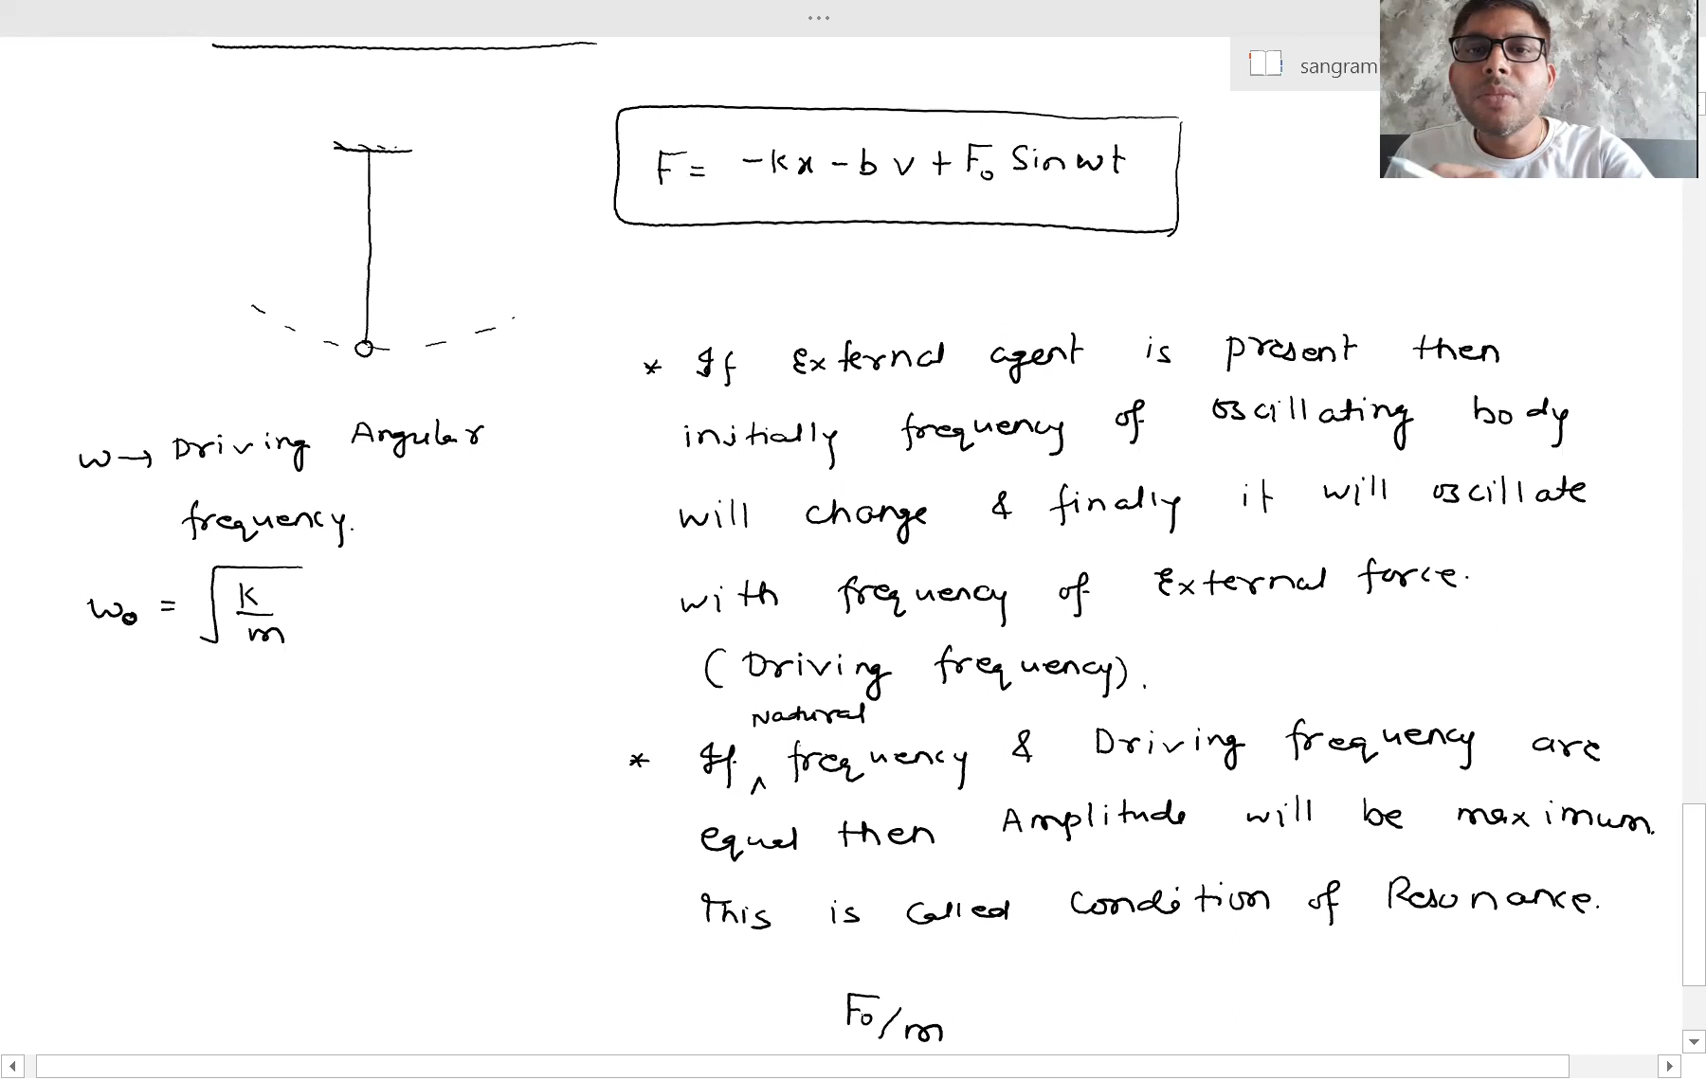 sangram
F = -kx - bv + F₀ Sin wt
* If External agent is present then
initially frequency of oscillating body
will change & finally it will oscillate
with frequency of External force.
(Driving frequency).
w → Driving Angular
frequency.
w₀ = √(k/m)
Natural
* If ^ frequency & Driving frequency are
equal then Amplitude will be maximum.
This is called condition of Resonance.
F₀/m